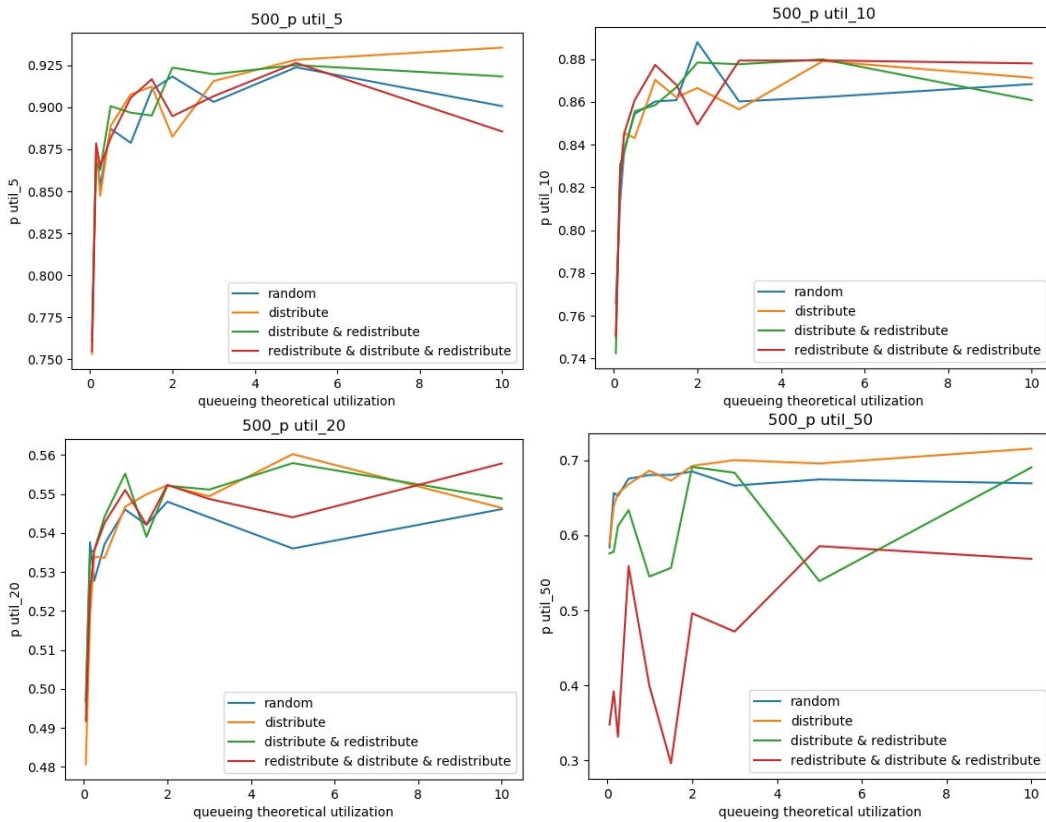 500_p util_5
p util_5
0.925
0.900
0.875
0.850
0.825
0.800
0.775
0.750
random
distribute
distribute & redistribute
redistribute & distribute & redistribute
0 2 4 6 8 10
queueing theoretical utilization
500_p util_10
p util_10
0.88
0.86
0.84
0.82
0.80
0.78
0.76
0.74
random
distribute
distribute & redistribute
redistribute & distribute & redistribute
0 2 4 6 8 10
queueing theoretical utilization
500_p util_20
p util_20
0.56
0.55
0.54
0.53
0.52
0.51
0.50
0.49
0.48
random
distribute
distribute & redistribute
redistribute & distribute & redistribute
0 2 4 6 8 10
queueing theoretical utilization
500_p util_50
p util_50
0.7
0.6
0.5
0.4
0.3
random
distribute
distribute & redistribute
redistribute & distribute & redistribute
0 2 4 6 8 10
queueing theoretical utilization